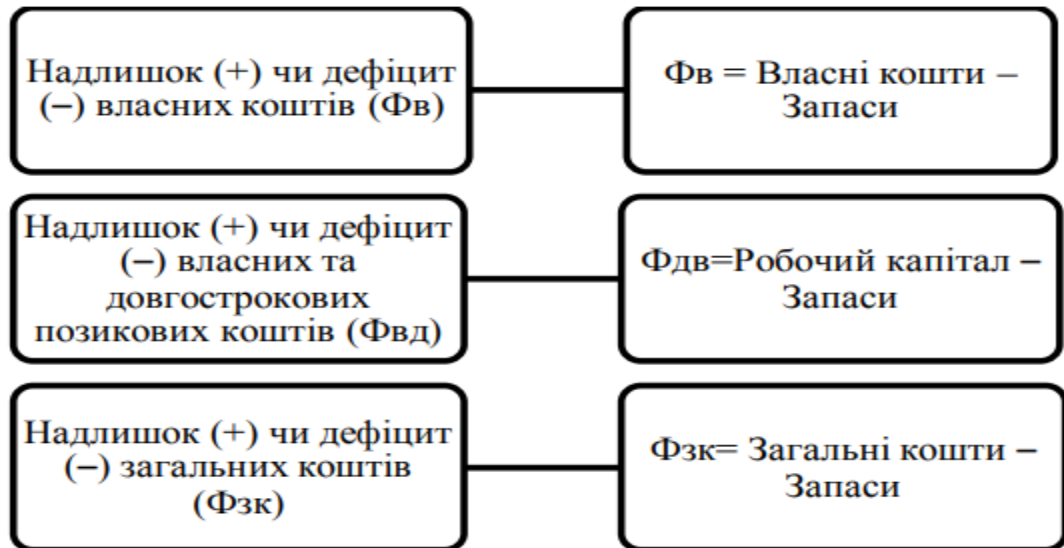 Надлишок (+) чи дефіцит
(−) власних коштів (Фв)
Фв = Власні кошти –
Запаси
Надлишок (+) чи дефіцит
(−) власних та
довгострокових
позикових коштів (Фвд)
Фдв=Робочий капітал –
Запаси
Надлишок (+) чи дефіцит
(−) загальних коштів
(Фзк)
Фзк= Загальні кошти –
Запаси